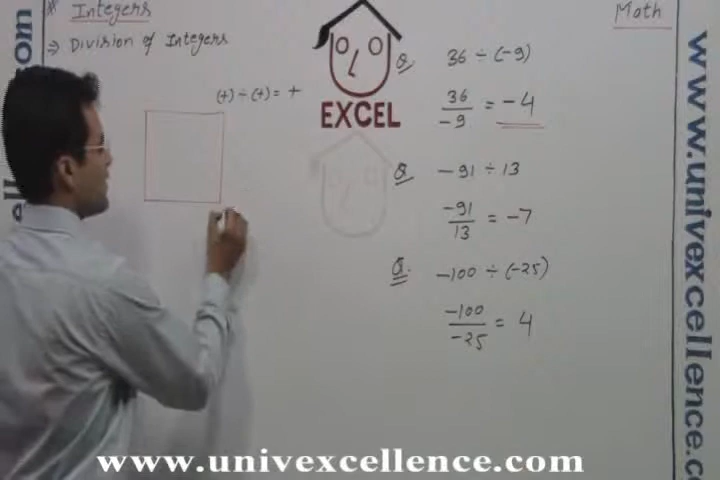 * Integers
⇒ Division of Integers
(+) ÷ (+) = +
EXCEL
Math
Q. 36 ÷ (-9)
36/-9 = -4
Q. -91 ÷ 13
-91/13 = -7
Q. -100 ÷ (-25)
-100/-25 = 4
www.univexcellence.com
www.univexcellence.com